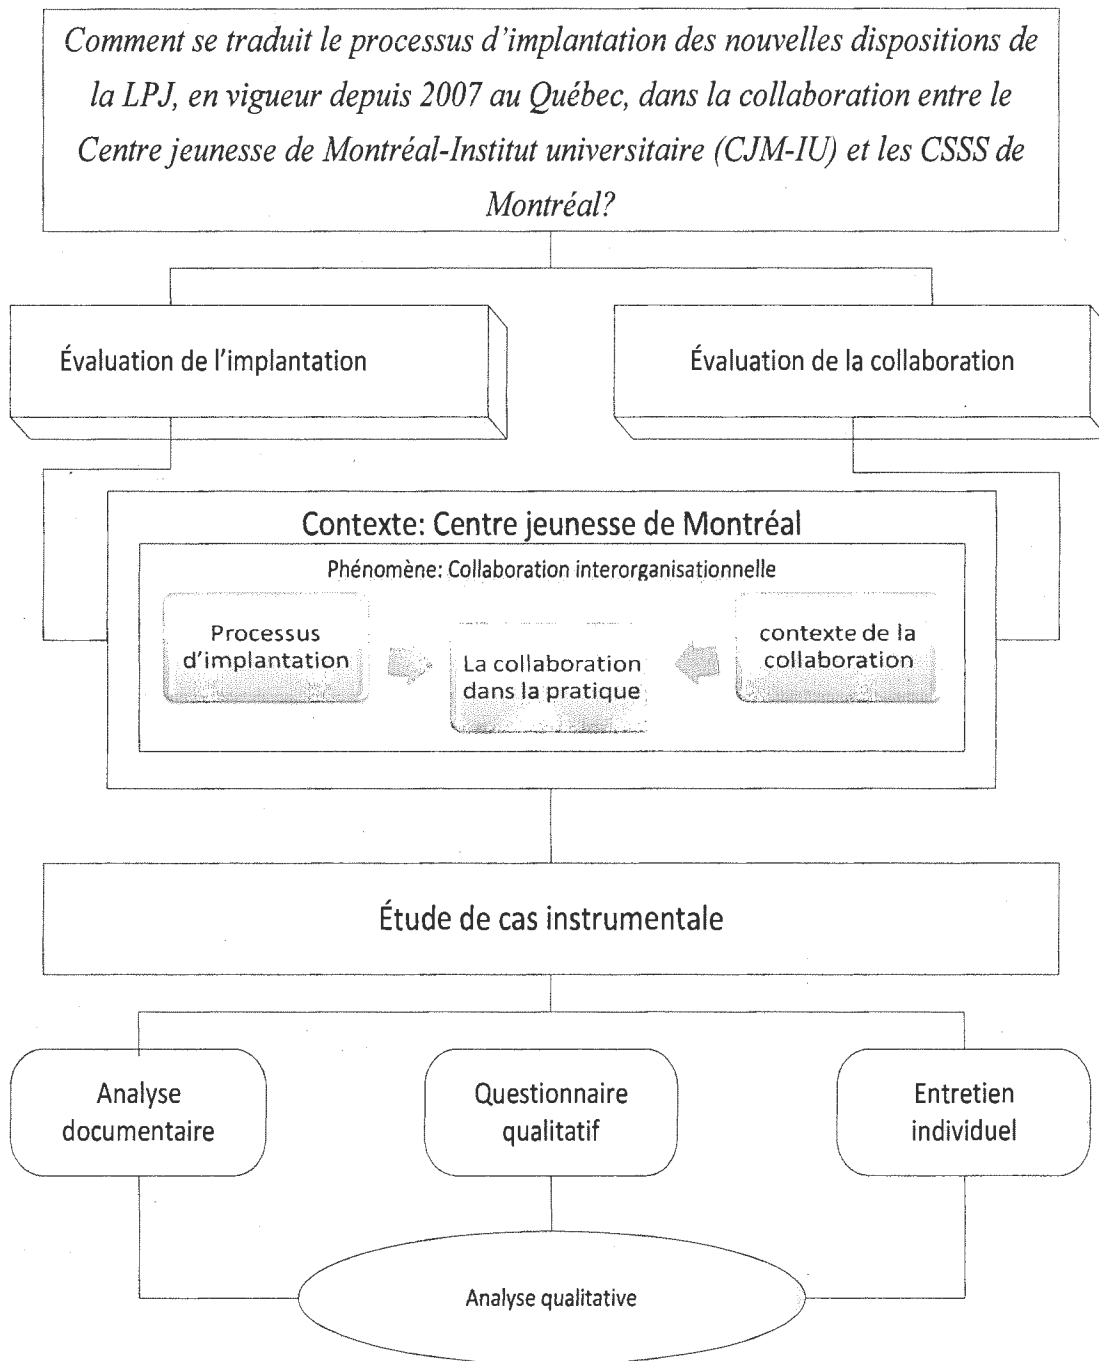 Comment se traduit le processus d'implantation des nouvelles dispositions de
la LPJ, en vigueur depuis 2007 au Québec, dans la collaboration entre le
Centre jeunesse de Montréal-Institut universitaire (CJM-IU) et les CSSS de
Montréal?
Évaluation de l'implantation
Évaluation de la collaboration
Contexte: Centre jeunesse de Montréal
Phénomène: Collaboration interorganisationnelle
Processus
d'implantation
La collaboration
dans la pratique
contexte de la
collaboration
Étude de cas instrumentale
Analyse
documentaire
Questionnaire
qualitatif
Entretien
individuel
Analyse qualitative